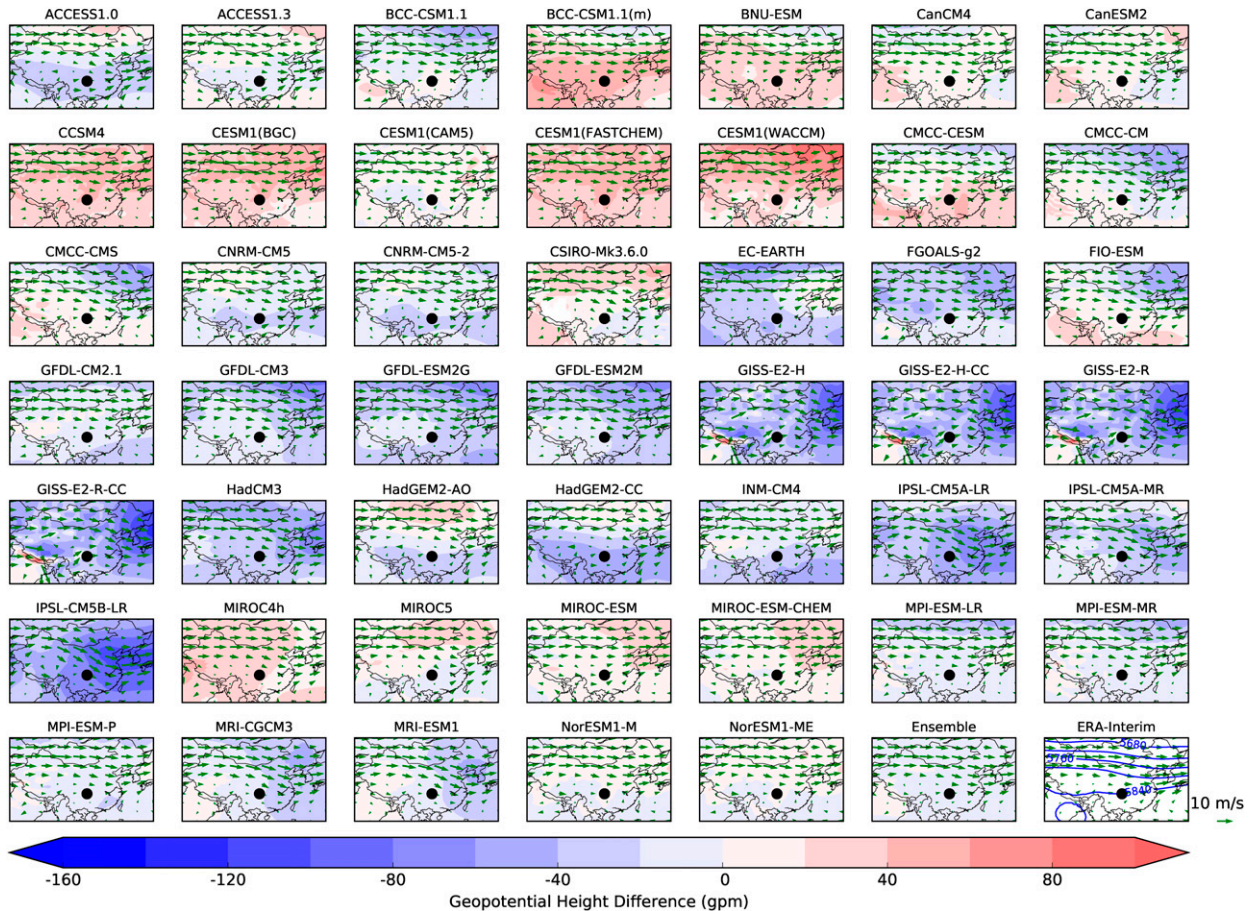 ACCESS1.0 ACCESS1.3 BCC-CSM1.1 BCC-CSM1.1(m) BNU-ESM CanCM4 CanESM2
CCSM4 CESM1(BGC) CESM1(CAM5) CESM1(FASTCHEM) CESM1(WACCM) CMCC-CESM CMCC-CM
CMCC-CMS CNRM-CM5 CNRM-CM5-2 CSIRO-Mk3.6.0 EC-EARTH FGOALS-g2 FIO-ESM
GFDL-CM2.1 GFDL-CM3 GFDL-ESM2G GFDL-ESM2M GISS-E2-H GISS-E2-H-CC GISS-E2-R
GISS-E2-R-CC HadCM3 HadGEM2-AO HadGEM2-CC INM-CM4 IPSL-CM5A-LR IPSL-CM5A-MR
IPSL-CM5B-LR MIROC4h MIROC5 MIROC-ESM MIROC-ESM-CHEM MPI-ESM-LR MPI-ESM-MR
MPI-ESM-P MRI-CGCM3 MRI-ESM1 NorESM1-M NorESM1-ME Ensemble ERA-Interim
5680
5760
5840
10 m/s
-160 -120 -80 -40 0 40 80
Geopotential Height Difference (gpm)